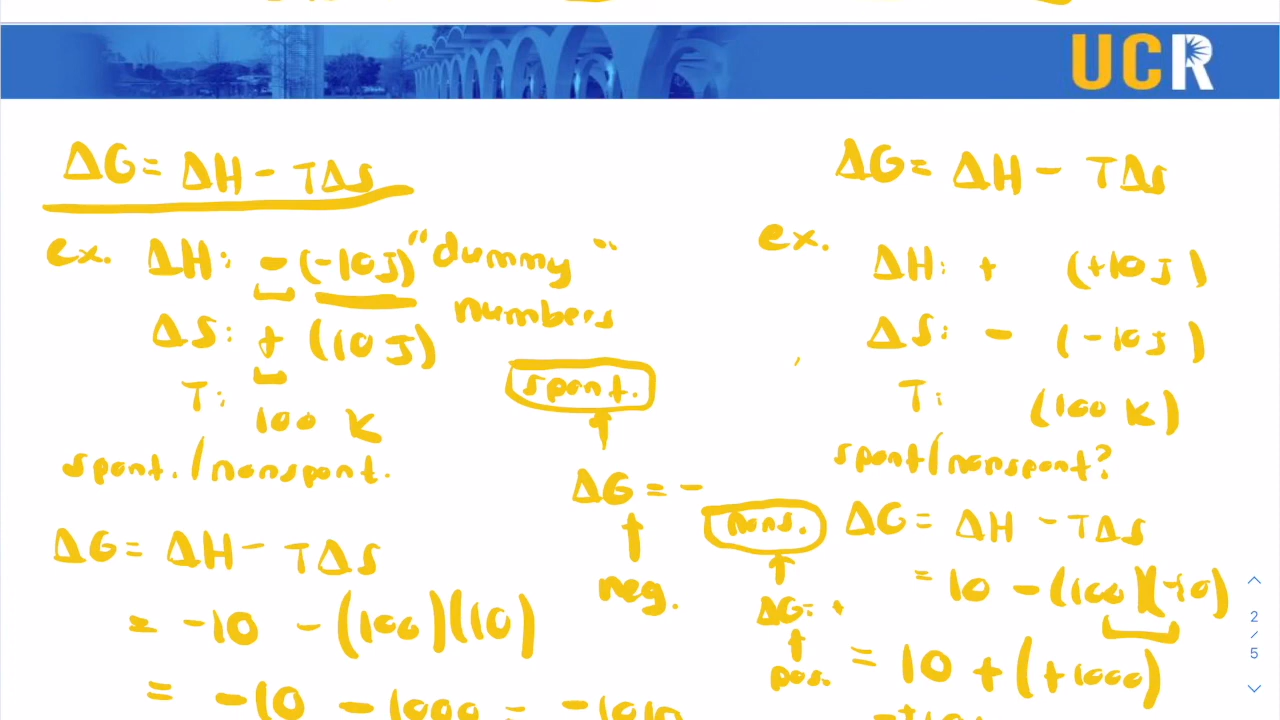 UCR
ΔG = ΔH - TΔS
ex. ΔH: - (-10J) "dummy"
numbers
ΔS: + (10 J)
T: 100 K
spont./nonspont.
ΔG = ΔH - TΔS
= -10 - (100)(10)
= -10 - 1000 = -1010
spont.
ΔG = -
neg.
nons.
ΔG: +
pos.
ΔG = ΔH - TΔS
ex. ΔH: + (+10J)
ΔS: - (-10J)
T: (100 K)
spont/nonspont?
ΔG = ΔH - TΔS
= 10 - (100)(-10)
= 10 + (+1000)
2
/
5